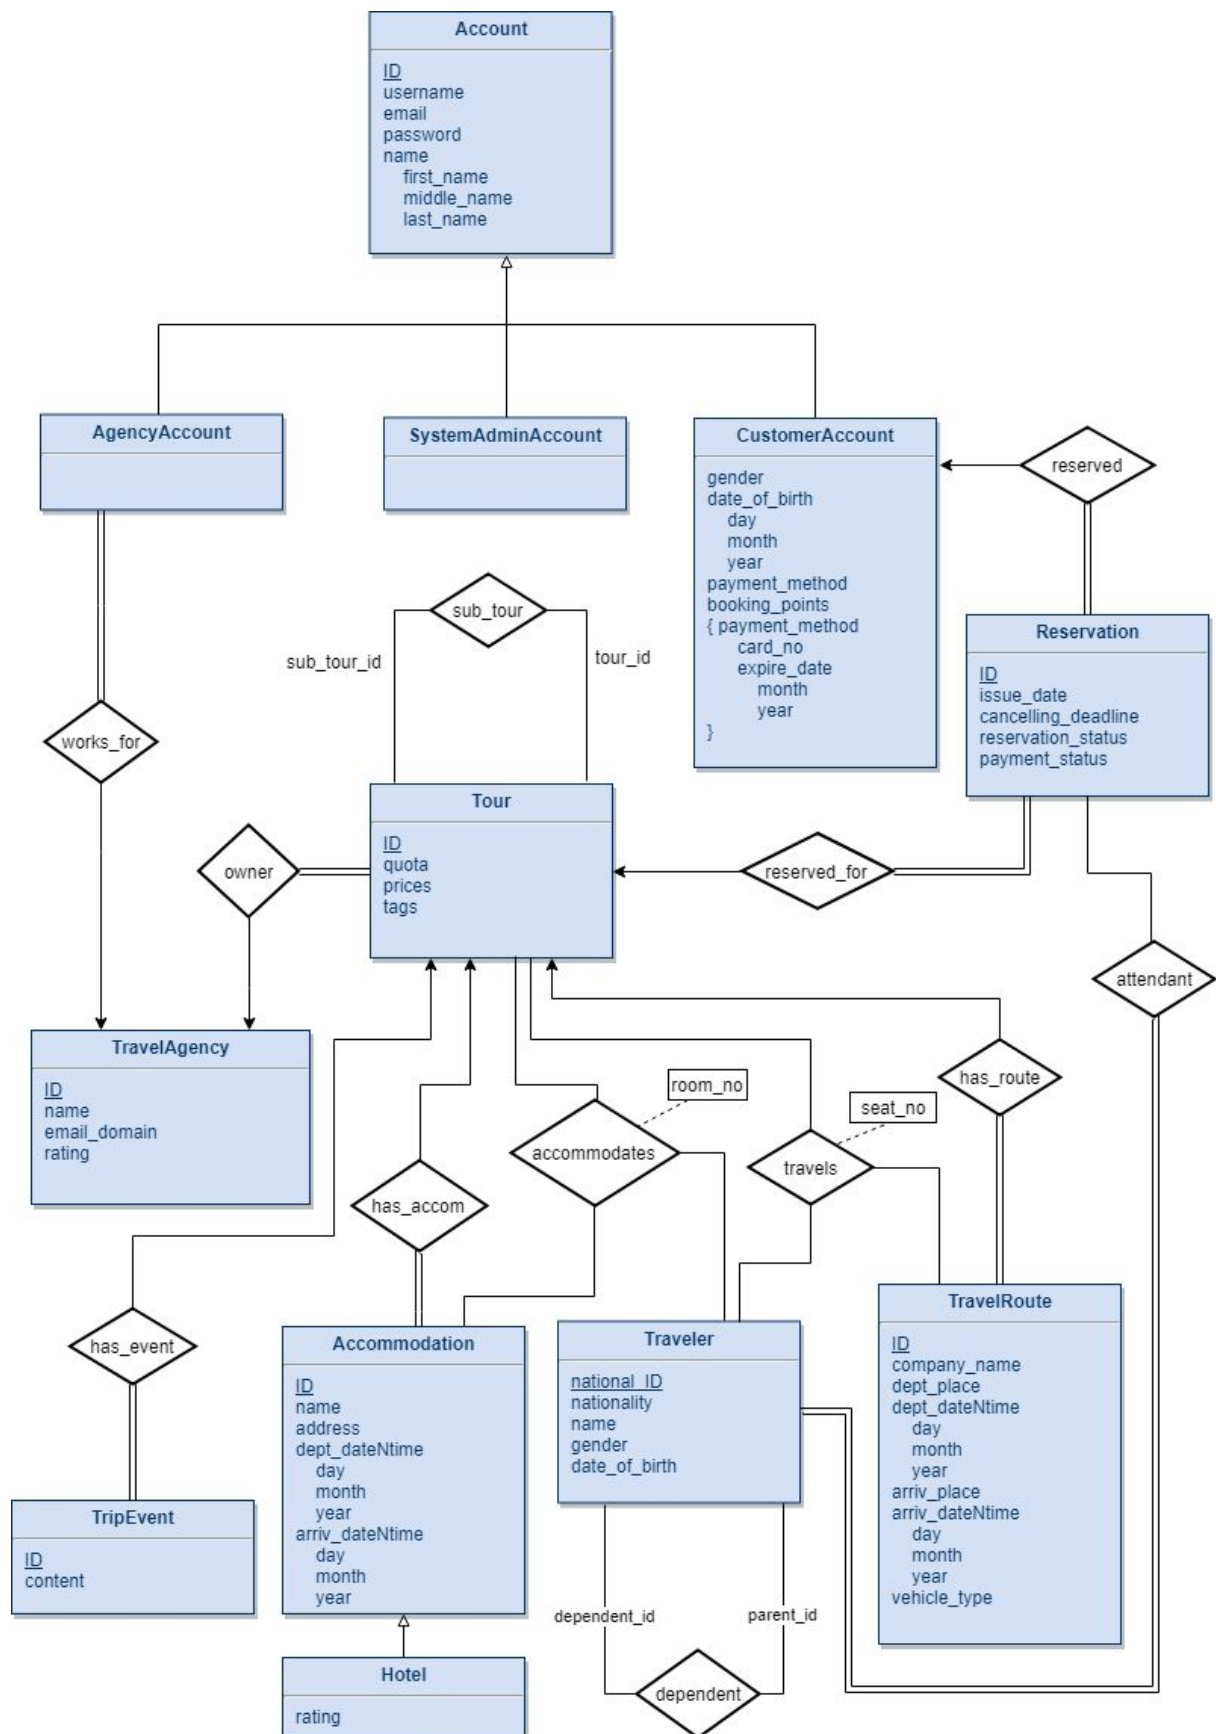 Account
ID
username
email
password
name
first_name
middle_name
last_name
AgencyAccount
SystemAdminAccount
CustomerAccount
gender
date_of_birth
day
month
year
payment_method
booking_points
{ payment_method
card_no
expire_date
month
year
}
reserved
Reservation
ID
issue_date
cancelling_deadline
reservation_status
payment_status
sub_tour
sub_tour_id
tour_id
works_for
Tour
ID
quota
prices
tags
owner
reserved_for
attendant
TravelAgency
ID
name
email_domain
rating
has_accom
accommodates
room_no
travels
seat_no
has_route
has_event
TripEvent
ID
content
Accommodation
ID
name
address
dept_dateNtime
day
month
year
arriv_dateNtime
day
month
year
Hotel
rating
Traveler
national_ID
nationality
name
gender
date_of_birth
dependent_id
parent_id
dependent
TravelRoute
ID
company_name
dept_place
dept_dateNtime
day
month
year
arriv_place
arriv_dateNtime
day
month
year
vehicle_type